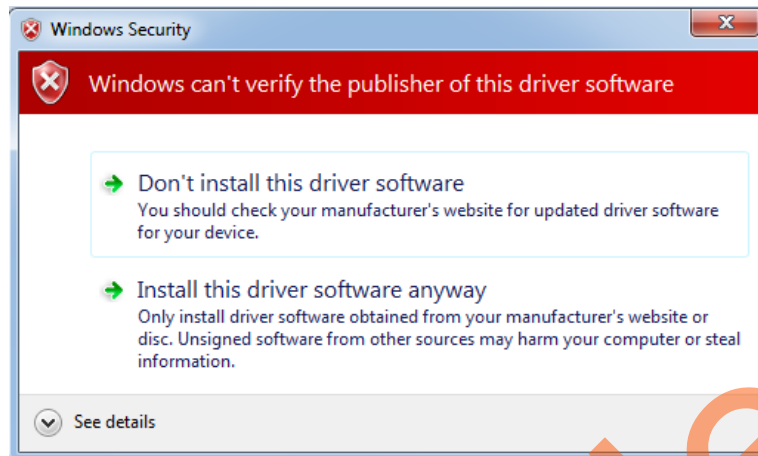 Windows Security
Windows can't verify the publisher of this driver software
Don't install this driver software
You should check your manufacturer's website for updated driver software
for your device.
Install this driver software anyway
Only install driver software obtained from your manufacturer's website or
disc. Unsigned software from other sources may harm your computer or steal
information.
See details